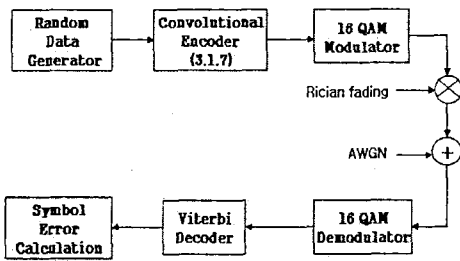 Random
Data
Generator
Convolutional
Encoder
(3.1.7)
16 QAM
Modulator
Rician fading
AWGN
+
Symbol
Error
Calculation
Viterbi
Decoder
16 QAM
Demodulator